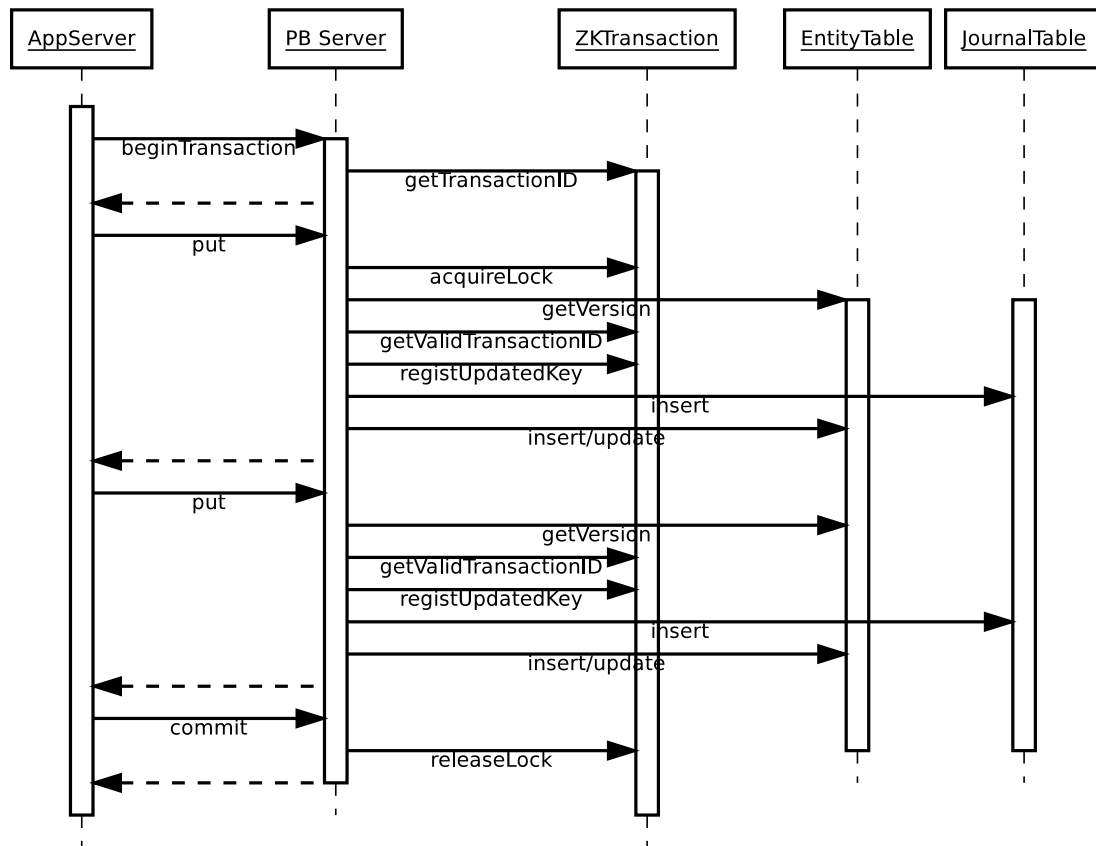 AppServer
PB Server
ZKTransaction
EntityTable
JournalTable
beginTransaction
getTransactionID
put
acquireLock
getVersion
getValidTransactionID
registUpdatedKey
insert
insert/update
put
getVersion
getValidTransactionID
registUpdatedKey
insert
insert/update
commit
releaseLock